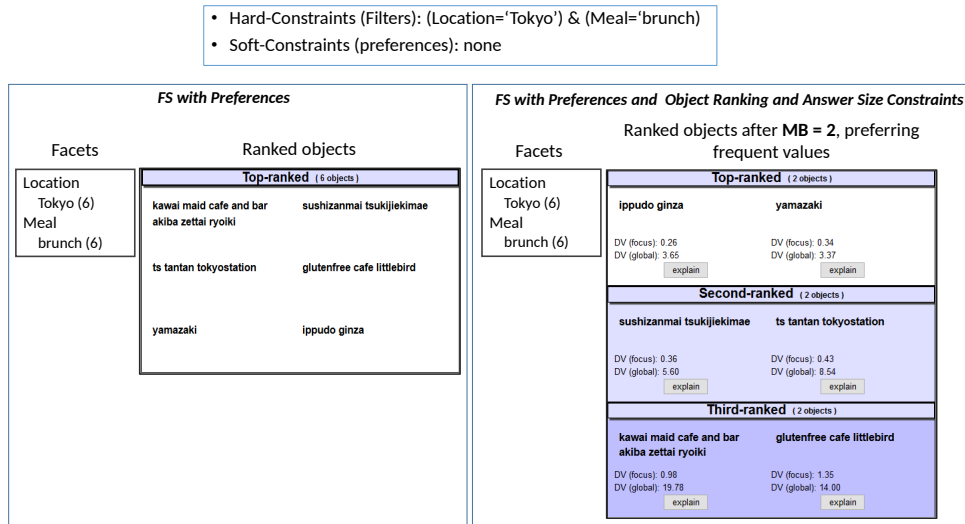 • Hard-Constraints (Filters): (Location=‘Tokyo’) & (Meal=‘brunch)
• Soft-Constraints (preferences): none
FS with Preferences
Facets
Ranked objects
Location
Tokyo (6)
Meal
brunch (6)
Top-ranked ( 6 objects )
kawai maid cafe and bar
akiba zettai ryoiki
sushizanmai tsukijiekimae
ts tantan tokyostation
glutenfree cafe littlebird
yamazaki
ippudo ginza
FS with Preferences and Object Ranking and Answer Size Constraints
Facets
Ranked objects after MB = 2, preferring
frequent values
Location
Tokyo (6)
Meal
brunch (6)
Top-ranked ( 2 objects )
ippudo ginza
DV (focus): 0.26
DV (global): 3.65
explain
yamazaki
DV (focus): 0.34
DV (global): 3.37
explain
Second-ranked ( 2 objects )
sushizanmai tsukijiekimae
DV (focus): 0.36
DV (global): 5.60
explain
ts tantan tokyostation
DV (focus): 0.43
DV (global): 8.54
explain
Third-ranked ( 2 objects )
kawai maid cafe and bar
akiba zettai ryoiki
DV (focus): 0.98
DV (global): 19.78
explain
glutenfree cafe littlebird
DV (focus): 1.35
DV (global): 14.00
explain